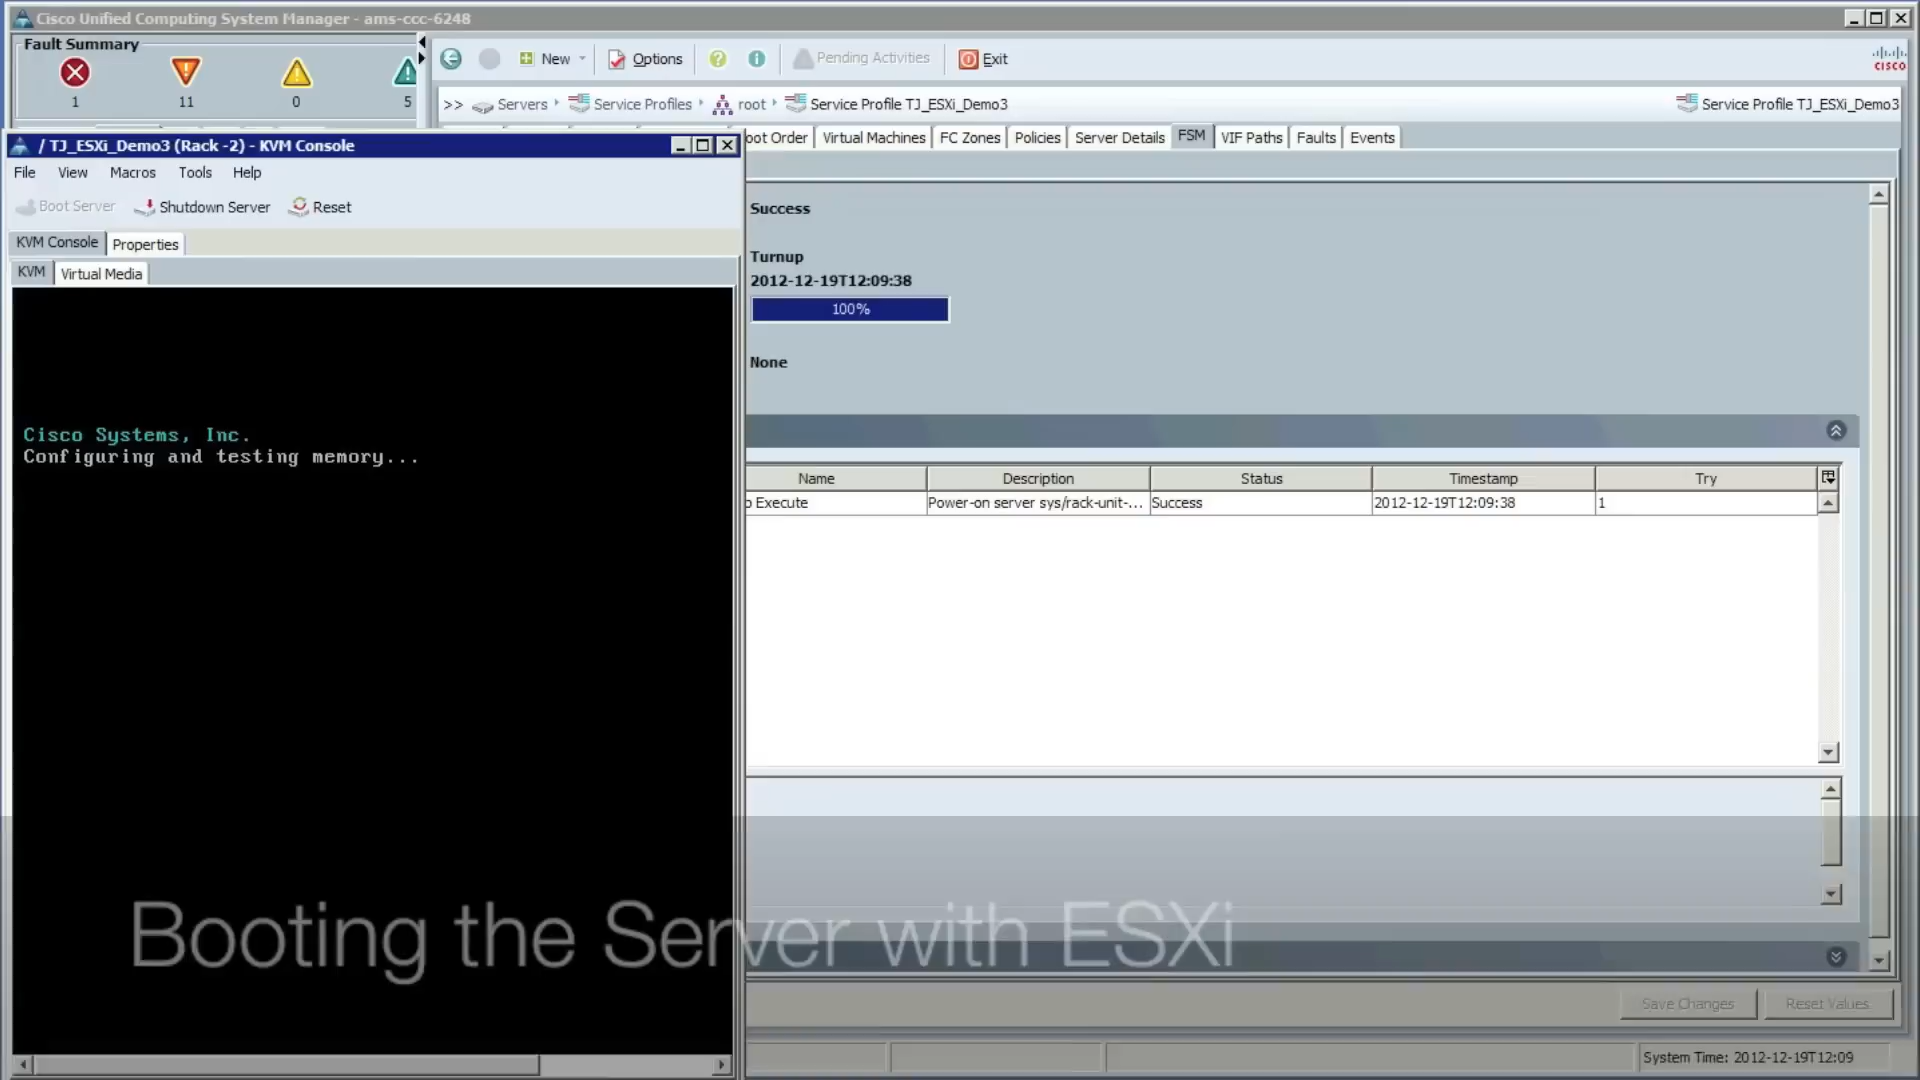 Cisco Unified Computing System Manager - ams-ccc-6248
Fault Summary
1 11 0 5
New Options Pending Activities Exit
CISCO
>> Servers Service Profiles root Service Profile TJ_ESXi_Demo3
Service Profile TJ_ESXi_Demo3
oot Order Virtual Machines FC Zones Policies Server Details FSM VIF Paths Faults Events
/ TJ_ESXi_Demo3 (Rack -2) - KVM Console
File View Macros Tools Help
Boot Server Shutdown Server Reset
KVM Console Properties
KVM Virtual Media
Cisco Systems, Inc.
Configuring and testing memory...
Success
Turnup
2012-12-19T12:09:38
100%
None
Name Description Status Timestamp Try
Execute Power-on server sys/rack-unit-... Success 2012-12-19T12:09:38 1
Booting the Server with ESXi
Save Changes Reset Values
System Time: 2012-12-19T12:09